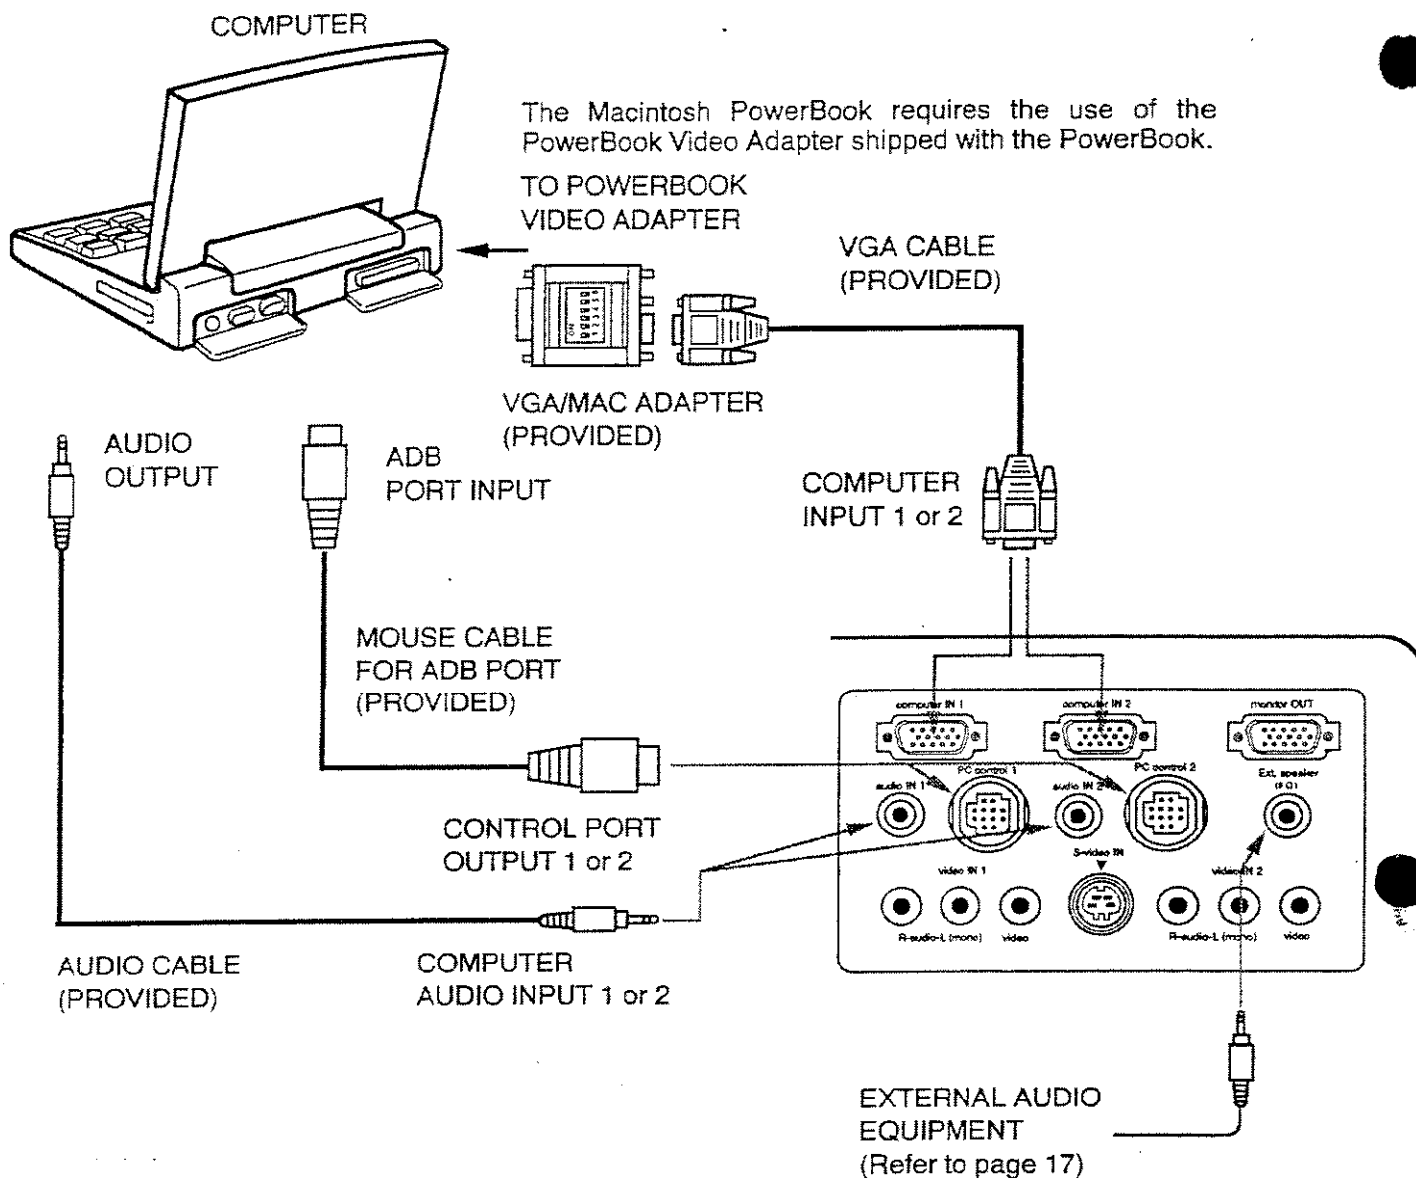 COMPUTER
The Macintosh PowerBook requires the use of the
PowerBook Video Adapter shipped with the PowerBook.
TO POWERBOOK
VIDEO ADAPTER
VGA CABLE
(PROVIDED)
VGA/MAC ADAPTER
(PROVIDED)
AUDIO
OUTPUT
ADB
PORT INPUT
COMPUTER
INPUT 1 or 2
MOUSE CABLE
FOR ADB PORT
(PROVIDED)
CONTROL PORT
OUTPUT 1 or 2
computer IN 1
computer IN 2
monitor OUT
audio IN 1
PC control 1
audio IN 2
PC control 2
Ext. speaker
(8 Ω)
video IN 1
S-video IN
video IN 2
R-audio-L (mono)
video
R-audio-L (mono)
video
AUDIO CABLE
(PROVIDED)
COMPUTER
AUDIO INPUT 1 or 2
EXTERNAL AUDIO
EQUIPMENT
(Refer to page 17)